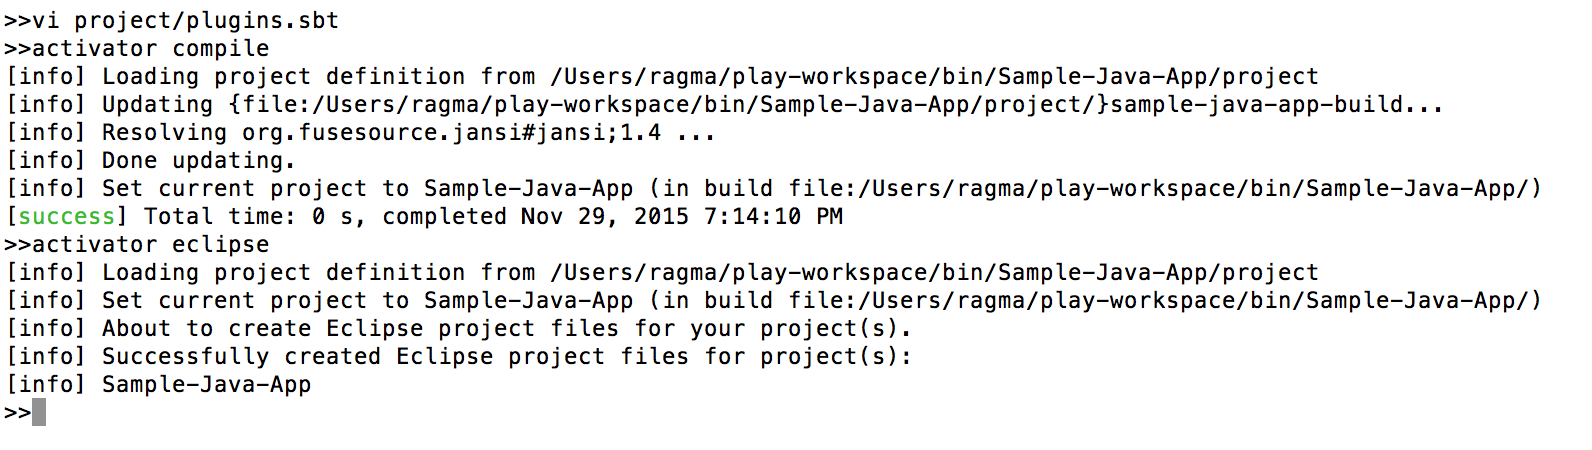 >>vi project/plugins.sbt
>>activator compile
[info] Loading project definition from /Users/ragma/play-workspace/bin/Sample-Java-App/project
[info] Updating {file:/Users/ragma/play-workspace/bin/Sample-Java-App/project/}sample-java-app-build...
[info] Resolving org.fusesource.jansi#jansi;1.4 ...
[info] Done updating.
[info] Set current project to Sample-Java-App (in build file:/Users/ragma/play-workspace/bin/Sample-Java-App/)
[success] Total time: 0 s, completed Nov 29, 2015 7:14:10 PM
>>activator eclipse
[info] Loading project definition from /Users/ragma/play-workspace/bin/Sample-Java-App/project
[info] Set current project to Sample-Java-App (in build file:/Users/ragma/play-workspace/bin/Sample-Java-App/)
[info] About to create Eclipse project files for your project(s).
[info] Successfully created Eclipse project files for project(s):
[info] Sample-Java-App
>>